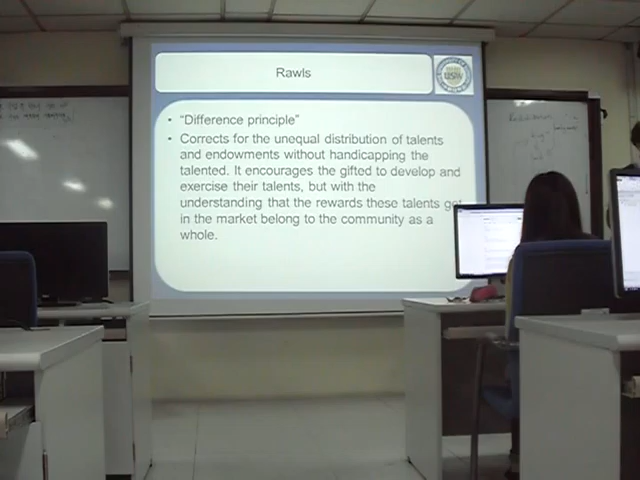 Rawls
• "Difference principle"
• Corrects for the unequal distribution of talents
and endowments without handicapping the
talented. It encourages the gifted to develop and
exercise their talents, but with the
understanding that the rewards these talents get
in the market belong to the community as a
whole.